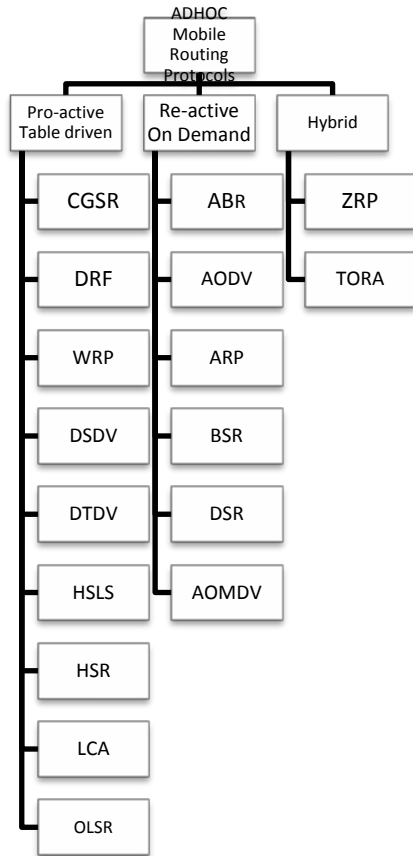 ADHOC
Mobile
Routing
Protocols
Pro-active
Table driven
Re-active
On Demand
Hybrid
CGSR
DRF
WRP
DSDV
DTDV
HSLS
HSR
LCA
OLSR
ABR
AODV
ARP
BSR
DSR
AOMDV
ZRP
TORA